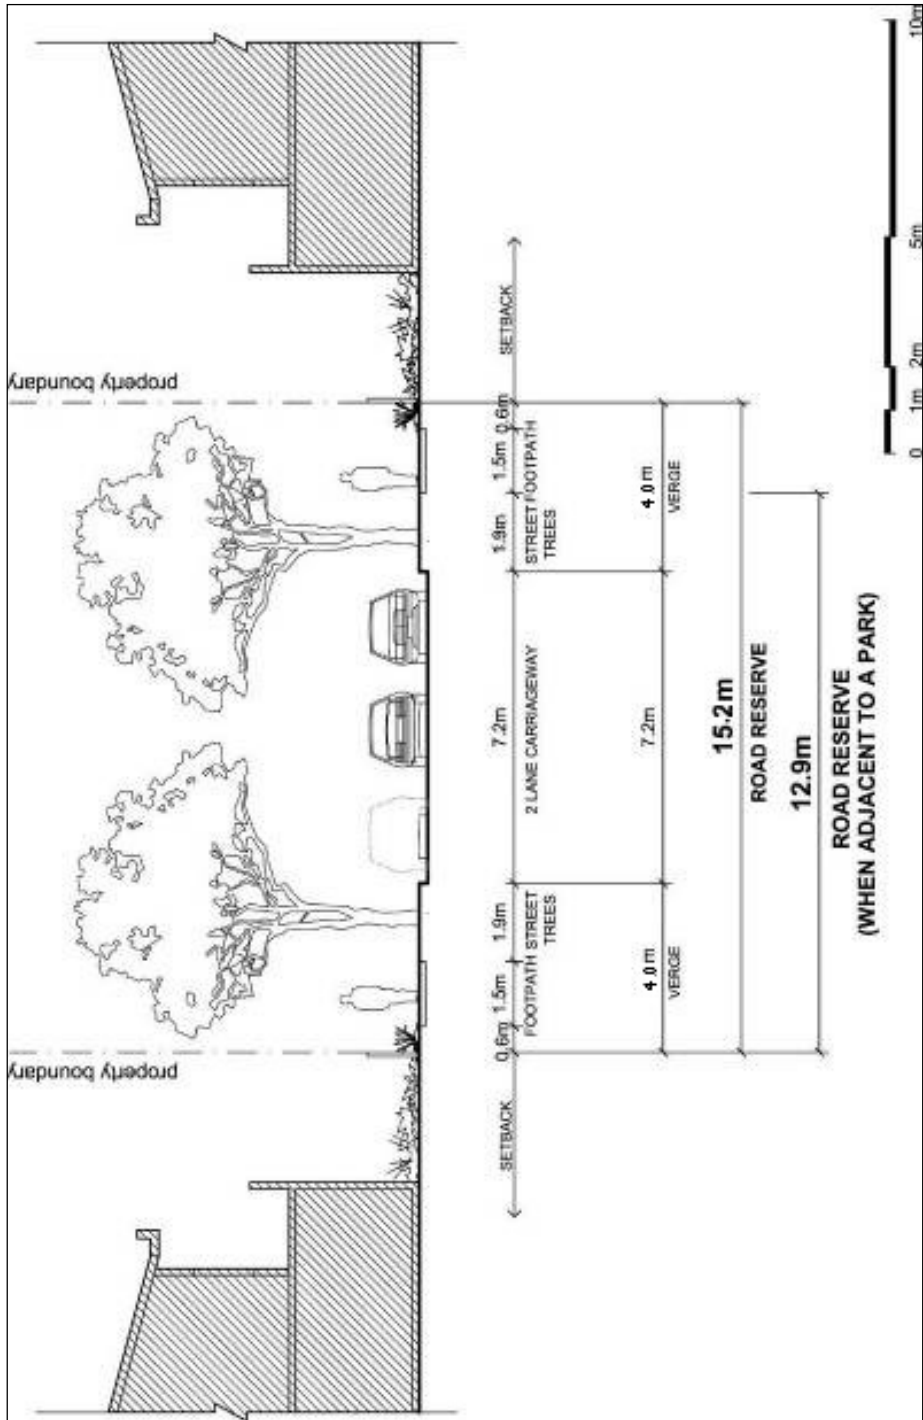 property boundary
property boundary
SETBACK
0.6m
1.5m
1.9m
7.2m
1.9m
1.5m
0.6m
SETBACK
FOOTPATH STREET
TREES
2 LANE CARRIAGEWAY
STREET FOOTPATH
TREES
4.0m
VERGE
7.2m
4.0m
VERGE
15.2m
ROAD RESERVE
12.9m
ROAD RESERVE
(WHEN ADJACENT TO A PARK)
0
1m
2m
5m
10m